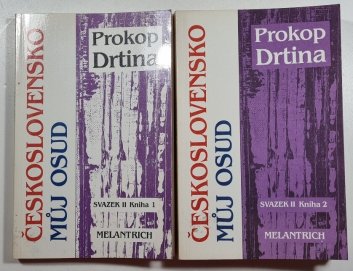 ČESKOSLOVENSKO
MŮJ OSUD
Prokop
Drtina
SVAZEK II Kniha 1
MELANTRICH
ČESKOSLOVENSKO
MŮJ OSUD
Prokop
Drtina
SVAZEK II Kniha 2
MELANTRICH